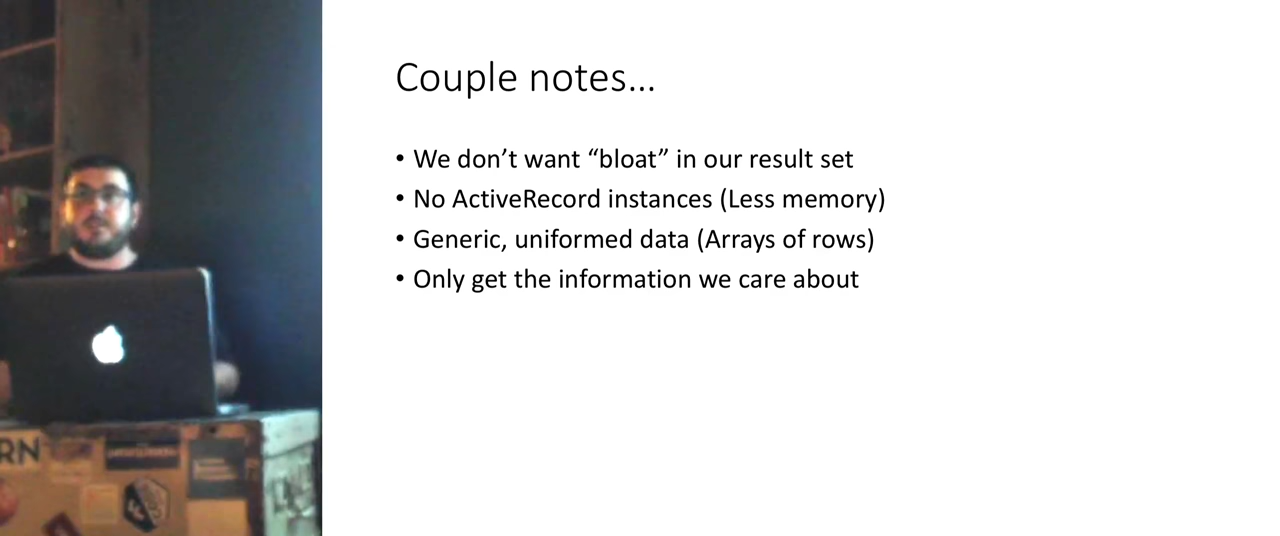 Couple notes…
• We don’t want “bloat” in our result set
• No ActiveRecord instances (Less memory)
• Generic, uniformed data (Arrays of rows)
• Only get the information we care about
RN